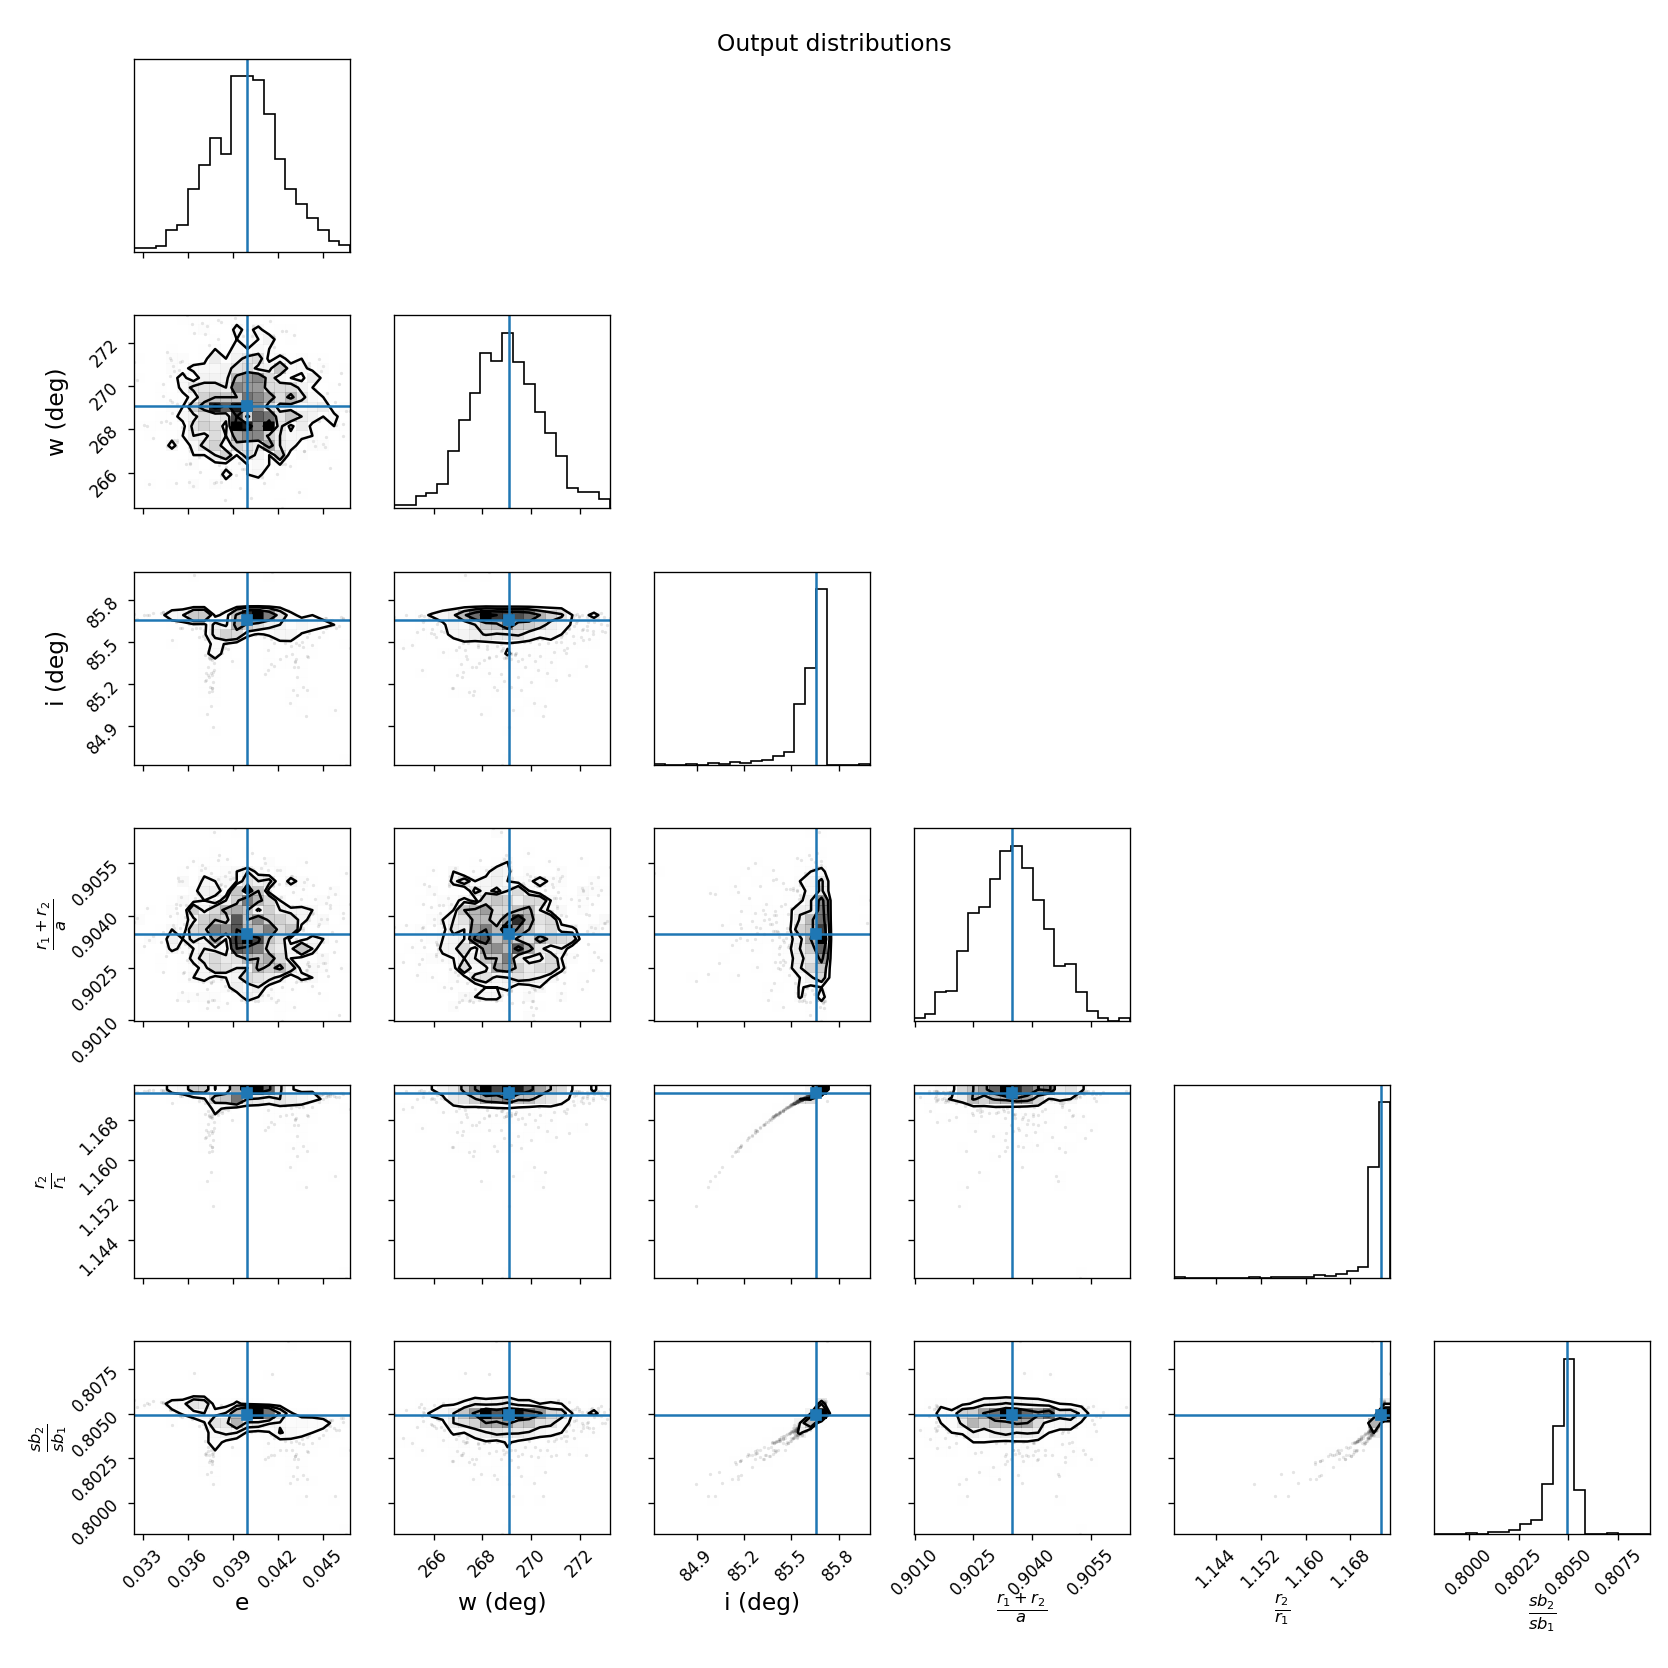 Output distributions
w (deg)
272
270
268
266
i (deg)
85.8
85.5
85.2
84.9
r₁ + r₂
a
0.9055
0.9040
0.9025
0.9010
r₂
r₁
1.168
1.160
1.152
1.144
sb₂
sb₁
0.8075
0.8050
0.8025
0.8000
0.033 0.036 0.039 0.042 0.045
266 268 270 272
84.9 85.2 85.5 85.8
0.9010 0.9025 0.9040 0.9055
1.144 1.152 1.160 1.168
0.8000 0.8025 0.8050 0.8075
e
w (deg)
i (deg)
r₁ + r₂
a
r₂
r₁
sb₂
sb₁